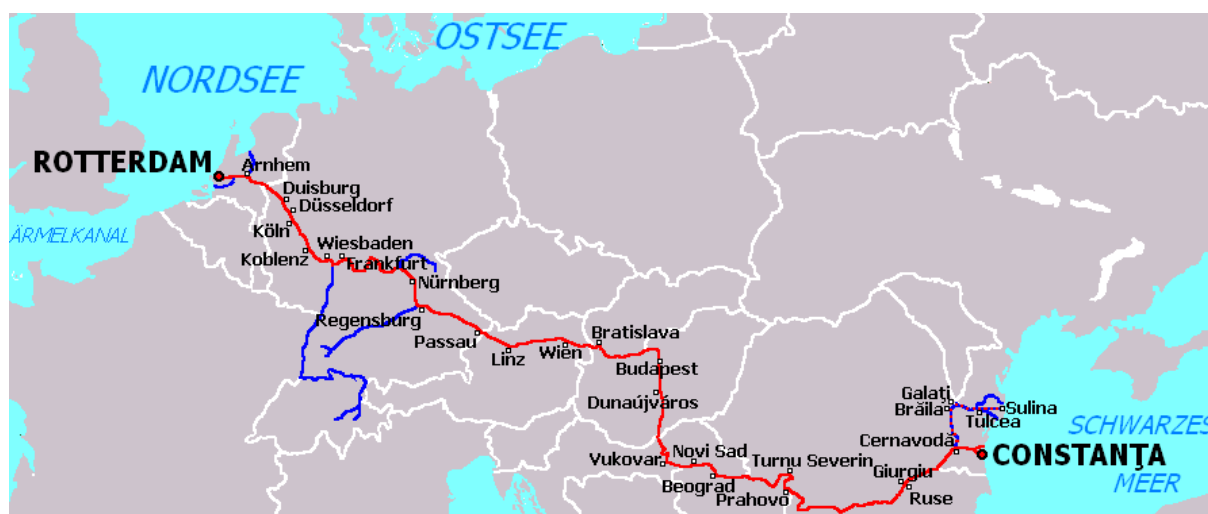 OSTSEE
NORDSEE
ROTTERDAM
Arnhem
Duisburg
Düsseldorf
ÄRMELKANAL
Köln
Wiesbaden
Koblenz
Frankfurt
Nürnberg
Regensburg
Passau
Linz
Wien
Bratislava
Budapest
Dunaújváros
Galați
Brăila
Sulina
Tulcea
SCHWARZES
Cernavodă
CONSTANȚA
Vukovar
Novi Sad
Turnu Severin
Giurgiu
Beograd
Prahovo
Ruse
MEER